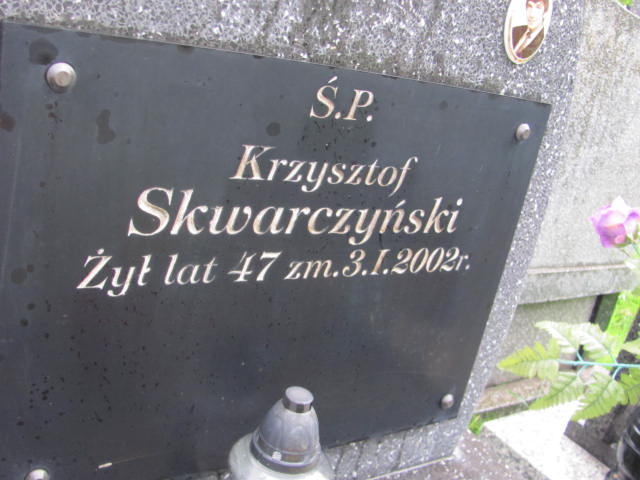 Ś.P.
Krzysztof
Skwarczyński
Żył lat 47 zm.3.I.2002r.